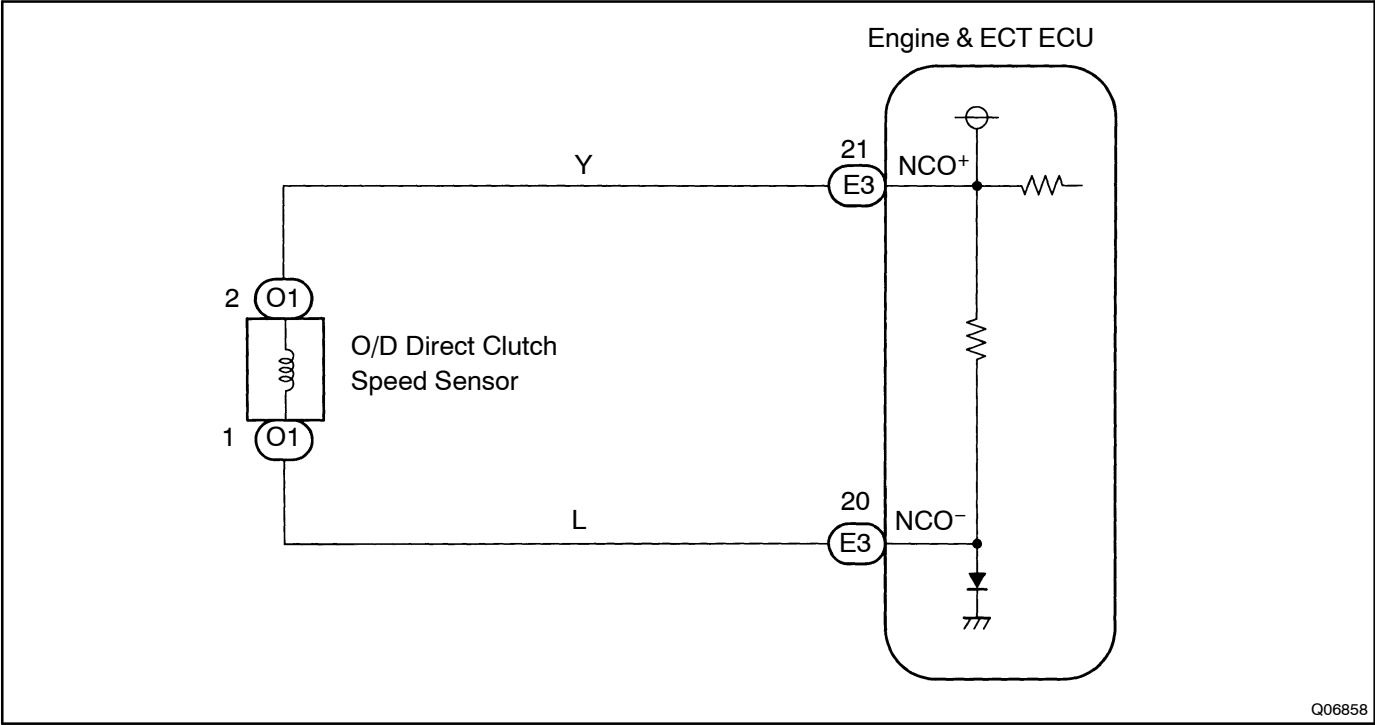 Engine & ECT ECU
21
Y
NCO+
E3
2
O1
O/D Direct Clutch
Speed Sensor
1
O1
20
L
NCO−
E3
Q06858